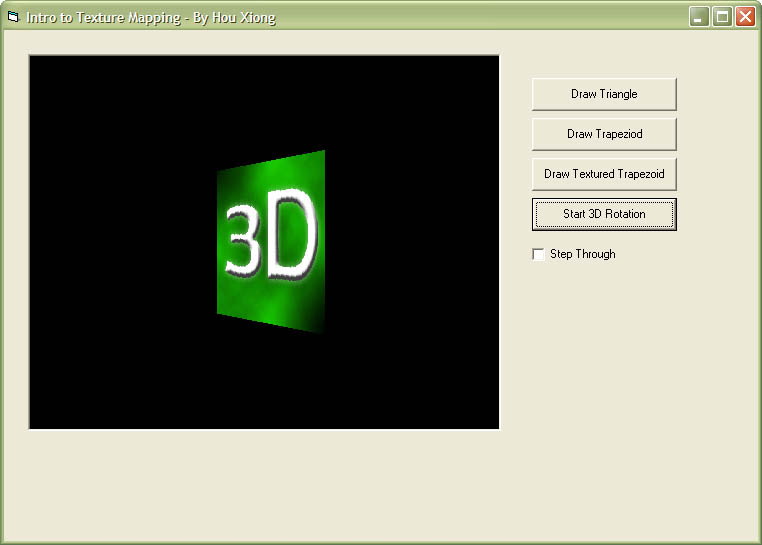 Intro to Texture Mapping - By Hou Xiong
3D
Draw Triangle
Draw Trapeziod
Draw Textured Trapezoid
Start 3D Rotation
Step Through